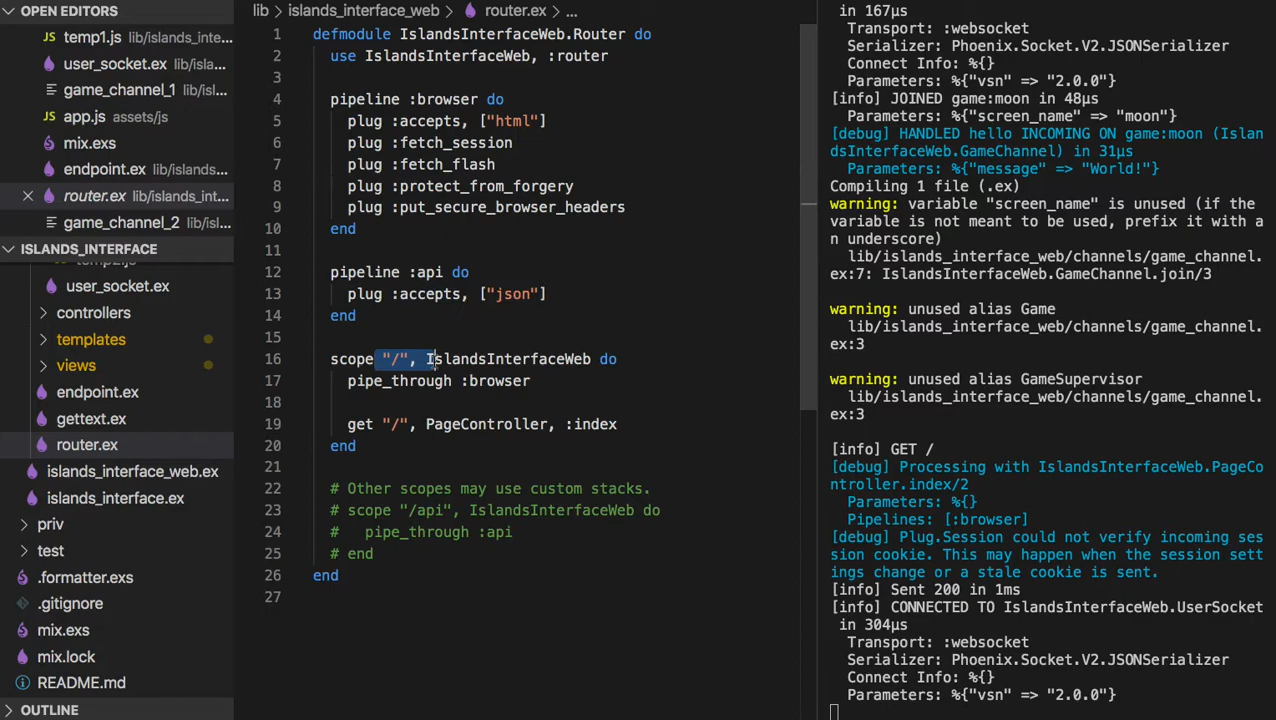 OPEN EDITORS
JS temp1.js lib/islands_inte...
user_socket.ex lib/isla...
game_channel_1 lib/i...
JS app.js assets/js
mix.exs
endpoint.ex lib/islands...
router.ex lib/islands_int...
game_channel_2 lib/i...
ISLANDS_INTERFACE
user_socket.ex
controllers
templates
views
endpoint.ex
gettext.ex
router.ex
islands_interface_web.ex
islands_interface.ex
priv
test
.formatter.exs
.gitignore
mix.exs
mix.lock
README.md
OUTLINE
lib > islands_interface_web > router.ex > ...
1 defmodule IslandsInterfaceWeb.Router do
2 use IslandsInterfaceWeb, :router
3
4 pipeline :browser do
5 plug :accepts, ["html"]
6 plug :fetch_session
7 plug :fetch_flash
8 plug :protect_from_forgery
9 plug :put_secure_browser_headers
10 end
11
12 pipeline :api do
13 plug :accepts, ["json"]
14 end
15
16 scope "/", IslandsInterfaceWeb do
17 pipe_through :browser
18
19 get "/", PageController, :index
20 end
21
22 # Other scopes may use custom stacks.
23 # scope "/api", IslandsInterfaceWeb do
24 #   pipe_through :api
25 # end
26 end
27
in 167µs
Transport: :websocket
Serializer: Phoenix.Socket.V2.JSONSerializer
Connect Info: %{}
Parameters: %{"vsn" => "2.0.0"}
[info] JOINED game:moon in 48µs
Parameters: %{"screen_name" => "moon"}
[debug] HANDLED hello INCOMING ON game:moon (Islan
dsInterfaceWeb.GameChannel) in 31µs
Parameters: %{"message" => "World!"}
Compiling 1 file (.ex)
warning: variable "screen_name" is unused (if the
variable is not meant to be used, prefix it with a
n underscore)
lib/islands_interface_web/channels/game_channel.
ex:7: IslandsInterfaceWeb.GameChannel.join/3
warning: unused alias Game
lib/islands_interface_web/channels/game_channel.
ex:3
warning: unused alias GameSupervisor
lib/islands_interface_web/channels/game_channel.
ex:3
[info] GET /
[debug] Processing with IslandsInterfaceWeb.PageCo
ntroller.index/2
Parameters: %{}
Pipelines: [:browser]
[debug] Plug.Session could not verify incoming ses
sion cookie. This may happen when the session sett
ings change or a stale cookie is sent.
[info] Sent 200 in 1ms
[info] CONNECTED TO IslandsInterfaceWeb.UserSocket
in 304µs
Transport: :websocket
Serializer: Phoenix.Socket.V2.JSONSerializer
Connect Info: %{}
Parameters: %{"vsn" => "2.0.0"}